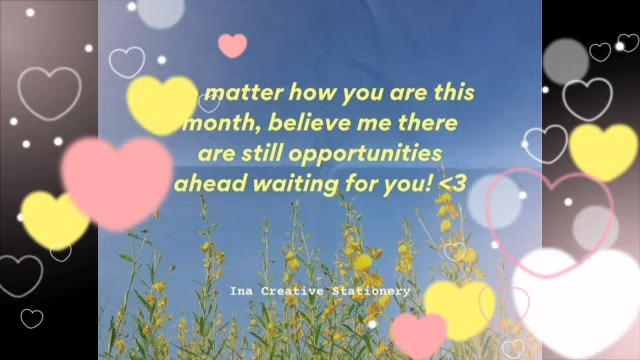 matter how you are this
month, believe me there
are still opportunities
ahead waiting for you! <3
Ina Creative Stationery